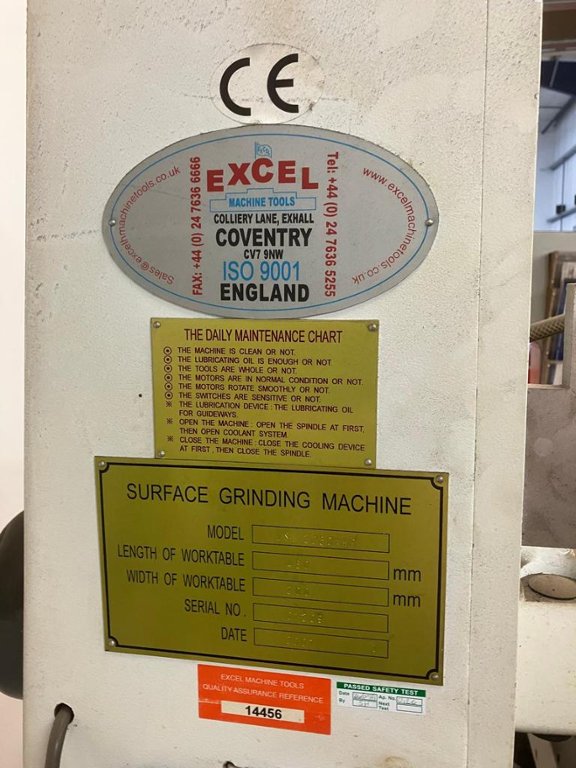 CE
EXCEL
MACHINE TOOLS
COLLIERY LANE, EXHALL
COVENTRY
CV7 9NW
ISO 9001
ENGLAND
Sales@excelmachinetools.co.uk
FAX: +44 (0) 24 7636 6666
Tel: +44 (0) 24 7636 5255
www.excelmachinetools.co.uk
THE DAILY MAINTENANCE CHART
THE MACHINE IS CLEAN OR NOT.
THE LUBRICATING OIL IS ENOUGH OR NOT.
THE TOOLS ARE WHOLE OR NOT.
THE MOTORS ARE IN NORMAL CONDITION OR NOT.
THE MOTORS ROTATE SMOOTHLY OR NOT.
THE SWITCHES ARE SENSITIVE OR NOT.
※ THE LUBRICATION DEVICE : THE LUBRICATING OIL
FOR GUIDEWAYS.
※ OPEN THE MACHINE : OPEN THE SPINDLE AT FIRST,
THEN OPEN COOLANT SYSTEM.
※ CLOSE THE MACHINE : CLOSE THE COOLING DEVICE
AT FIRST , THEN CLOSE THE SPINDLE.
SURFACE GRINDING MACHINE
MODEL
LENGTH OF WORKTABLE mm
WIDTH OF WORKTABLE mm
SERIAL NO.
DATE
EXCEL MACHINE TOOLS
QUALITY ASSURANCE REFERENCE
14456
PASSED SAFETY TEST
Date Ap. No.
By Next
Test